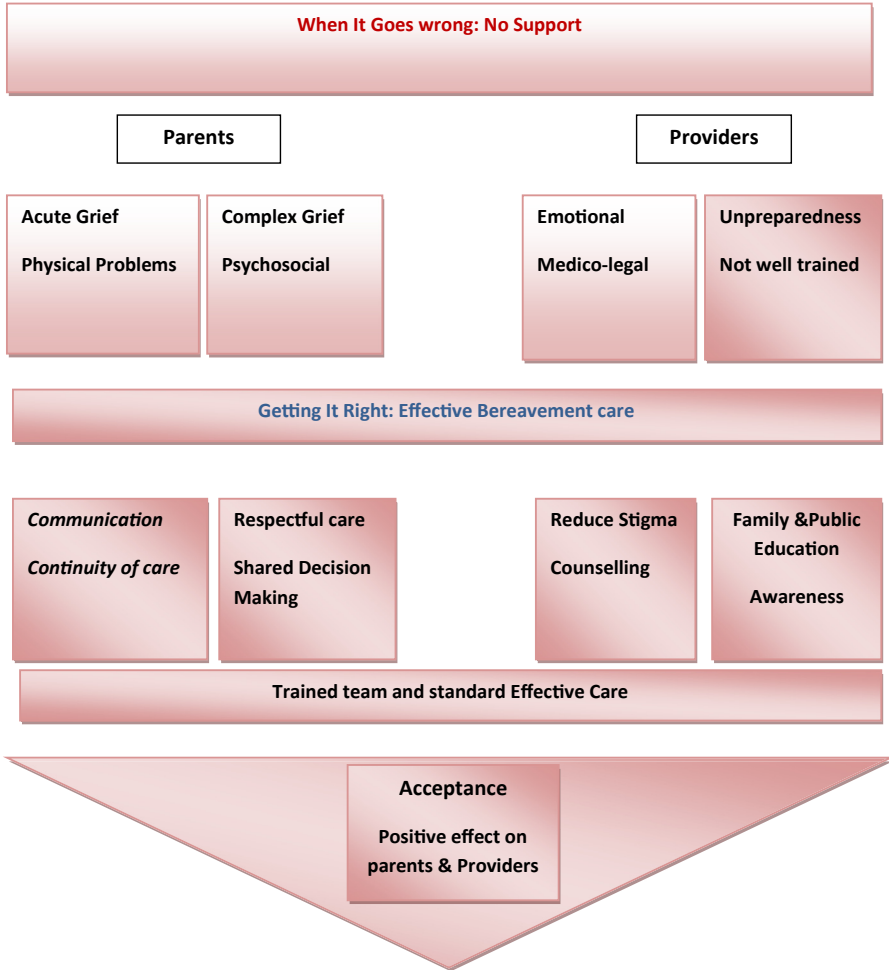 When It Goes wrong: No Support
Parents
Providers
Acute Grief
Physical Problems
Complex Grief
Psychosocial
Emotional
Medico-legal
Unpreparedness
Not well trained
Getting It Right: Effective Bereavement care
Communication
Continuity of care
Respectful care
Shared Decision
Making
Reduce Stigma
Counselling
Family &Public
Education
Awareness
Trained team and standard Effective Care
Acceptance
Positive effect on
parents & Providers